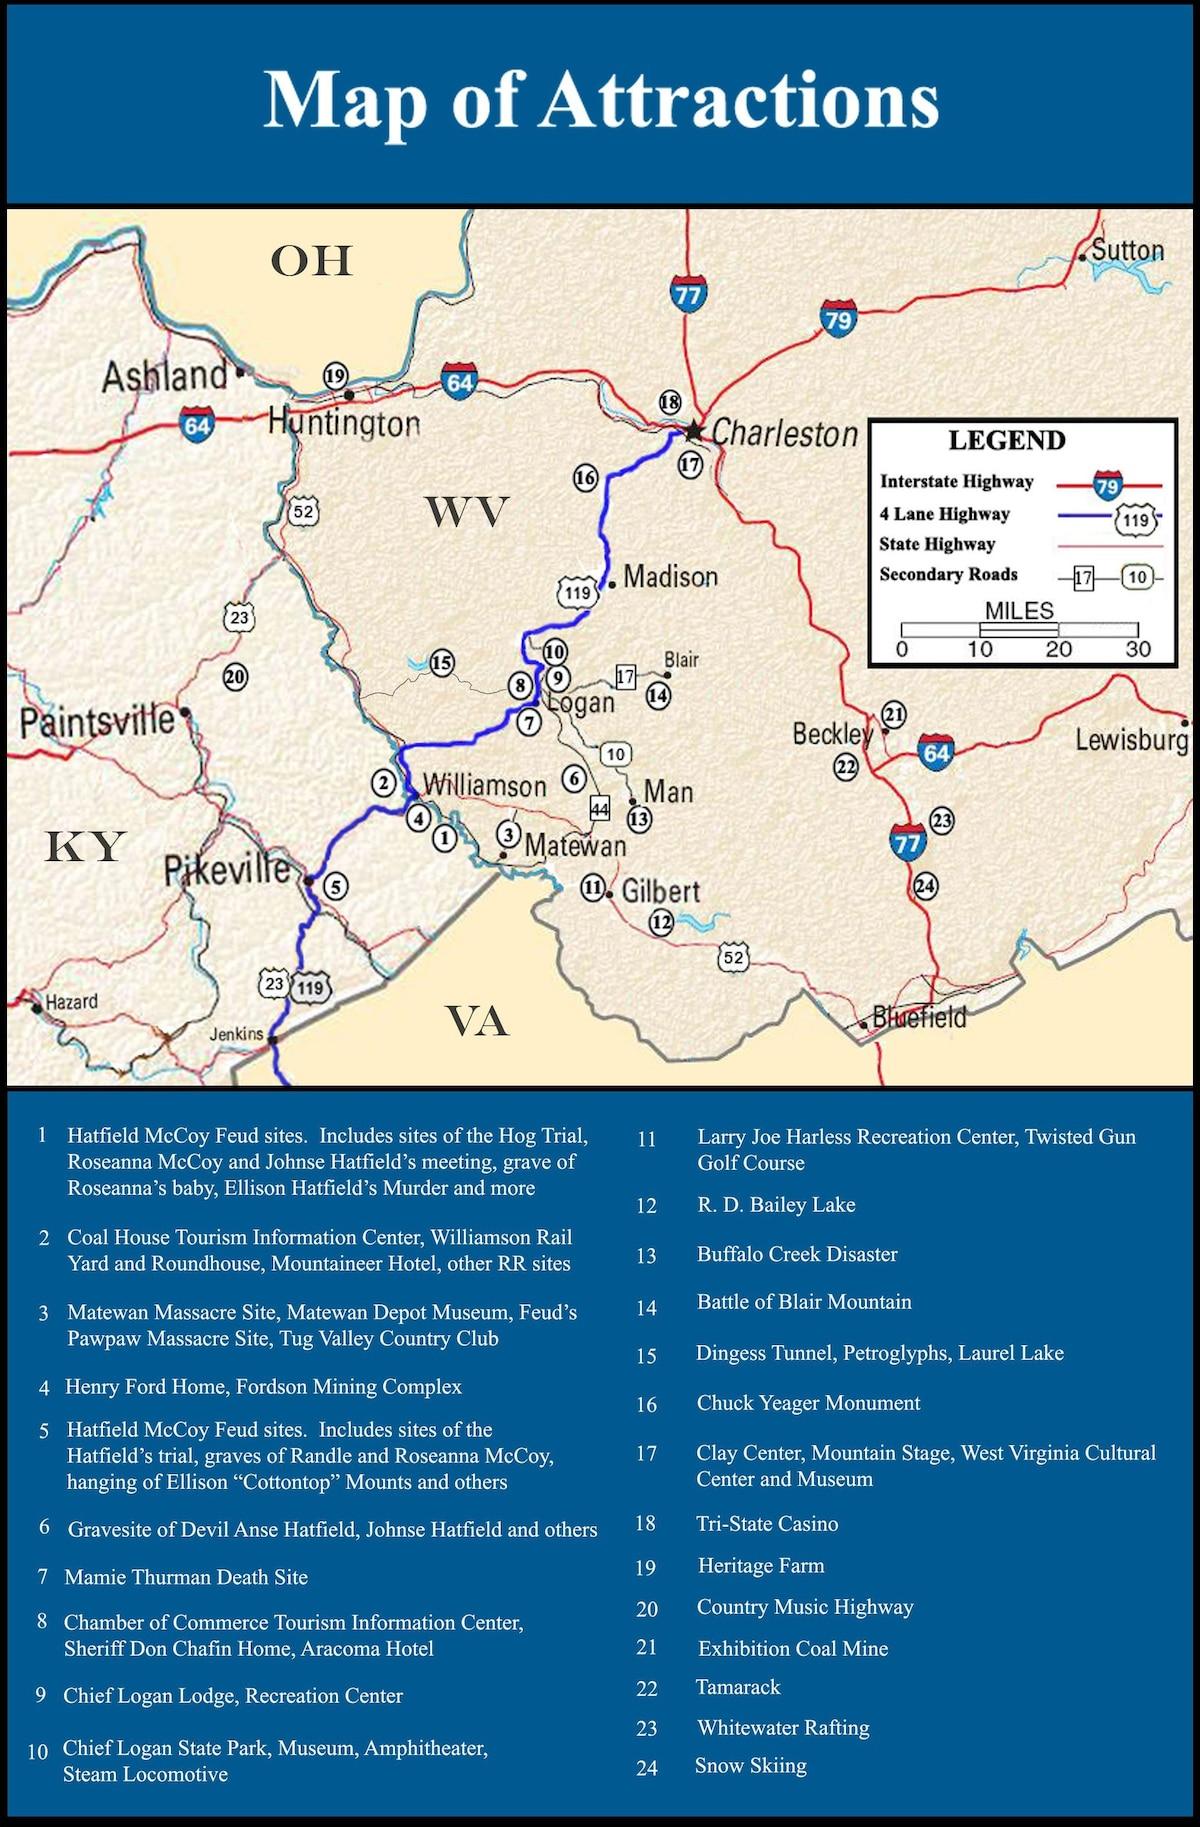 Map of Attractions
OH
Sutton
77
79
Ashland
19
64
64
Huntington
18
Charleston
17
16
LEGEND
Interstate Highway 79
4 Lane Highway 119
State Highway
Secondary Roads 17 10
MILES
0 10 20 30
52
WV
119
Madison
23
20
15
10
9
8
17
Blair
14
Logan
7
Paintsville
21
Beckley
64
Lewisburg
22
10
2
Williamson
6
Man
44
13
4
1
3
Matewan
23
77
KY
Pikeville
5
11
Gilbert
24
12
52
23
119
Hazard
VA
Bluefield
Jenkins
1 Hatfield McCoy Feud sites. Includes sites of the Hog Trial,
Roseanna McCoy and Johnse Hatfield’s meeting, grave of
Roseanna’s baby, Ellison Hatfield’s Murder and more
2 Coal House Tourism Information Center, Williamson Rail
Yard and Roundhouse, Mountaineer Hotel, other RR sites
3 Matewan Massacre Site, Matewan Depot Museum, Feud’s
Pawpaw Massacre Site, Tug Valley Country Club
4 Henry Ford Home, Fordson Mining Complex
5 Hatfield McCoy Feud sites. Includes sites of the
Hatfield’s trial, graves of Randle and Roseanna McCoy,
hanging of Ellison “Cottontop” Mounts and others
6 Gravesite of Devil Anse Hatfield, Johnse Hatfield and others
7 Mamie Thurman Death Site
8 Chamber of Commerce Tourism Information Center,
Sheriff Don Chafin Home, Aracoma Hotel
9 Chief Logan Lodge, Recreation Center
10 Chief Logan State Park, Museum, Amphitheater,
Steam Locomotive
11 Larry Joe Harless Recreation Center, Twisted Gun
Golf Course
12 R. D. Bailey Lake
13 Buffalo Creek Disaster
14 Battle of Blair Mountain
15 Dingess Tunnel, Petroglyphs, Laurel Lake
16 Chuck Yeager Monument
17 Clay Center, Mountain Stage, West Virginia Cultural
Center and Museum
18 Tri-State Casino
19 Heritage Farm
20 Country Music Highway
21 Exhibition Coal Mine
22 Tamarack
23 Whitewater Rafting
24 Snow Skiing